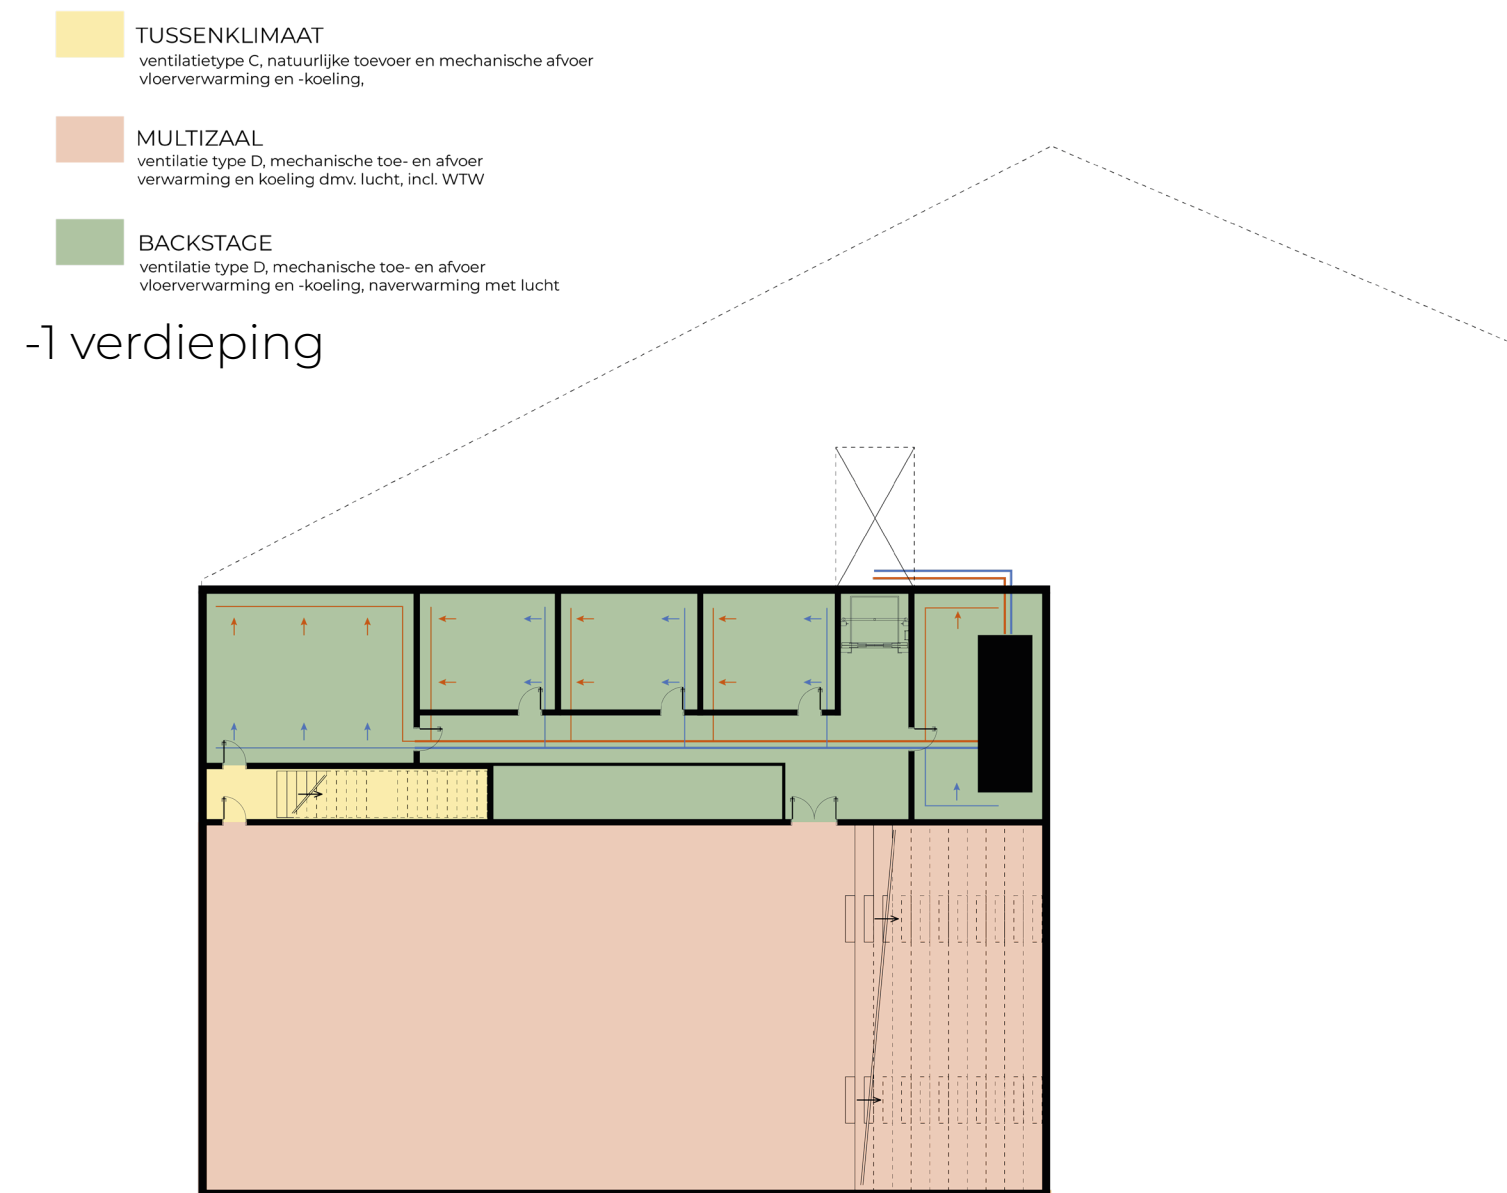 TUSSENKLIMAAT
ventilatietype C, natuurlijke toevoer en mechanische afvoer
vloerverwarming en -koeling,
MULTIZAAL
ventilatie type D, mechanische toe- en afvoer
verwarming en koeling dmv. lucht, incl. WTW
BACKSTAGE
ventilatie type D, mechanische toe- en afvoer
vloerverwarming en -koeling, naverwarming met lucht
-1 verdieping